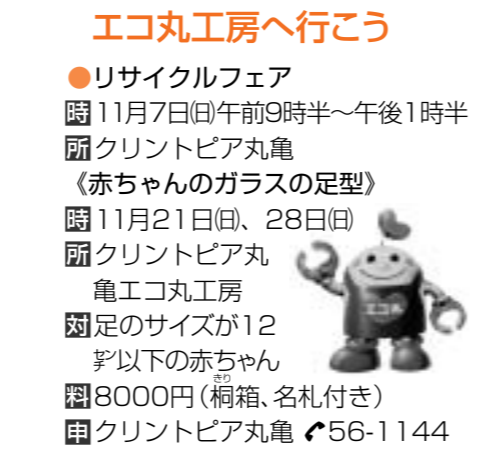 エコ丸工房へ行こう
●リサイクルフェア
時11月7日㈰午前9時半～午後1時半
所クリントピア丸亀
《赤ちゃんのガラスの足型》
時11月21日㈰、28日㈰
所クリントピア丸
亀エコ丸工房
エコ丸
対足のサイズが12
㌢以下の赤ちゃん
きり
料8000円（桐箱、名札付き）
申クリントピア丸亀 ✆56-1144